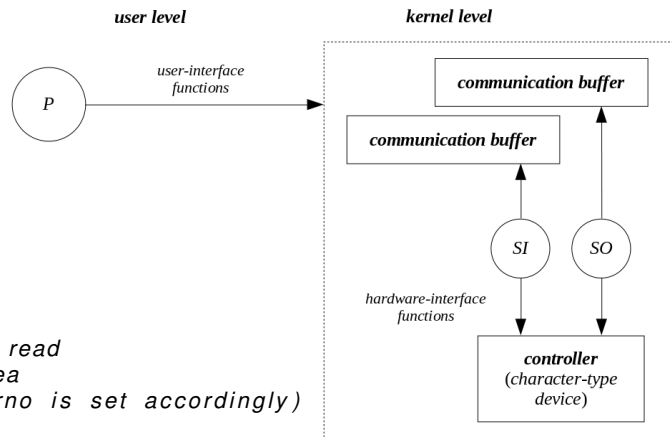 user level
kernel level
user-interface
functions
P
communication buffer
communication buffer
SI
SO
hardware-interface
functions
controller
(character-type
device)
read
rno is set accordingly)